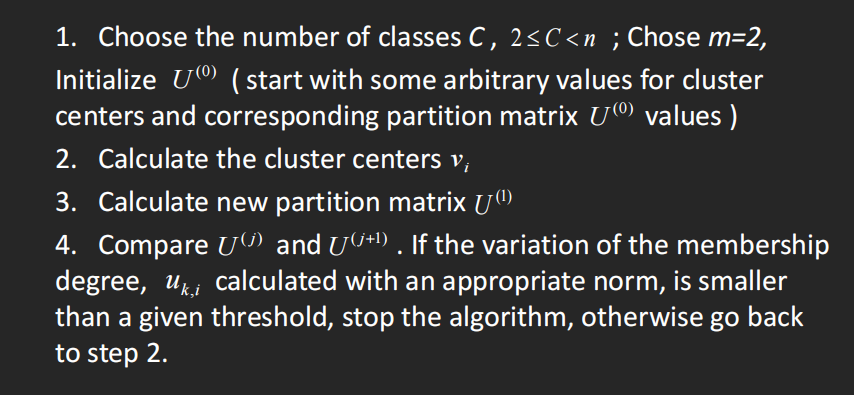 1. Choose the number of classes C, 2 ≤ C < n ; Chose m=2,
Initialize U⁽⁰⁾ ( start with some arbitrary values for cluster
centers and corresponding partition matrix U⁽⁰⁾ values )
2. Calculate the cluster centers vᵢ
3. Calculate new partition matrix U⁽¹⁾
4. Compare U⁽ʲ⁾ and U⁽ʲ⁺¹⁾ . If the variation of the membership
degree, uₖ,ᵢ calculated with an appropriate norm, is smaller
than a given threshold, stop the algorithm, otherwise go back
to step 2.